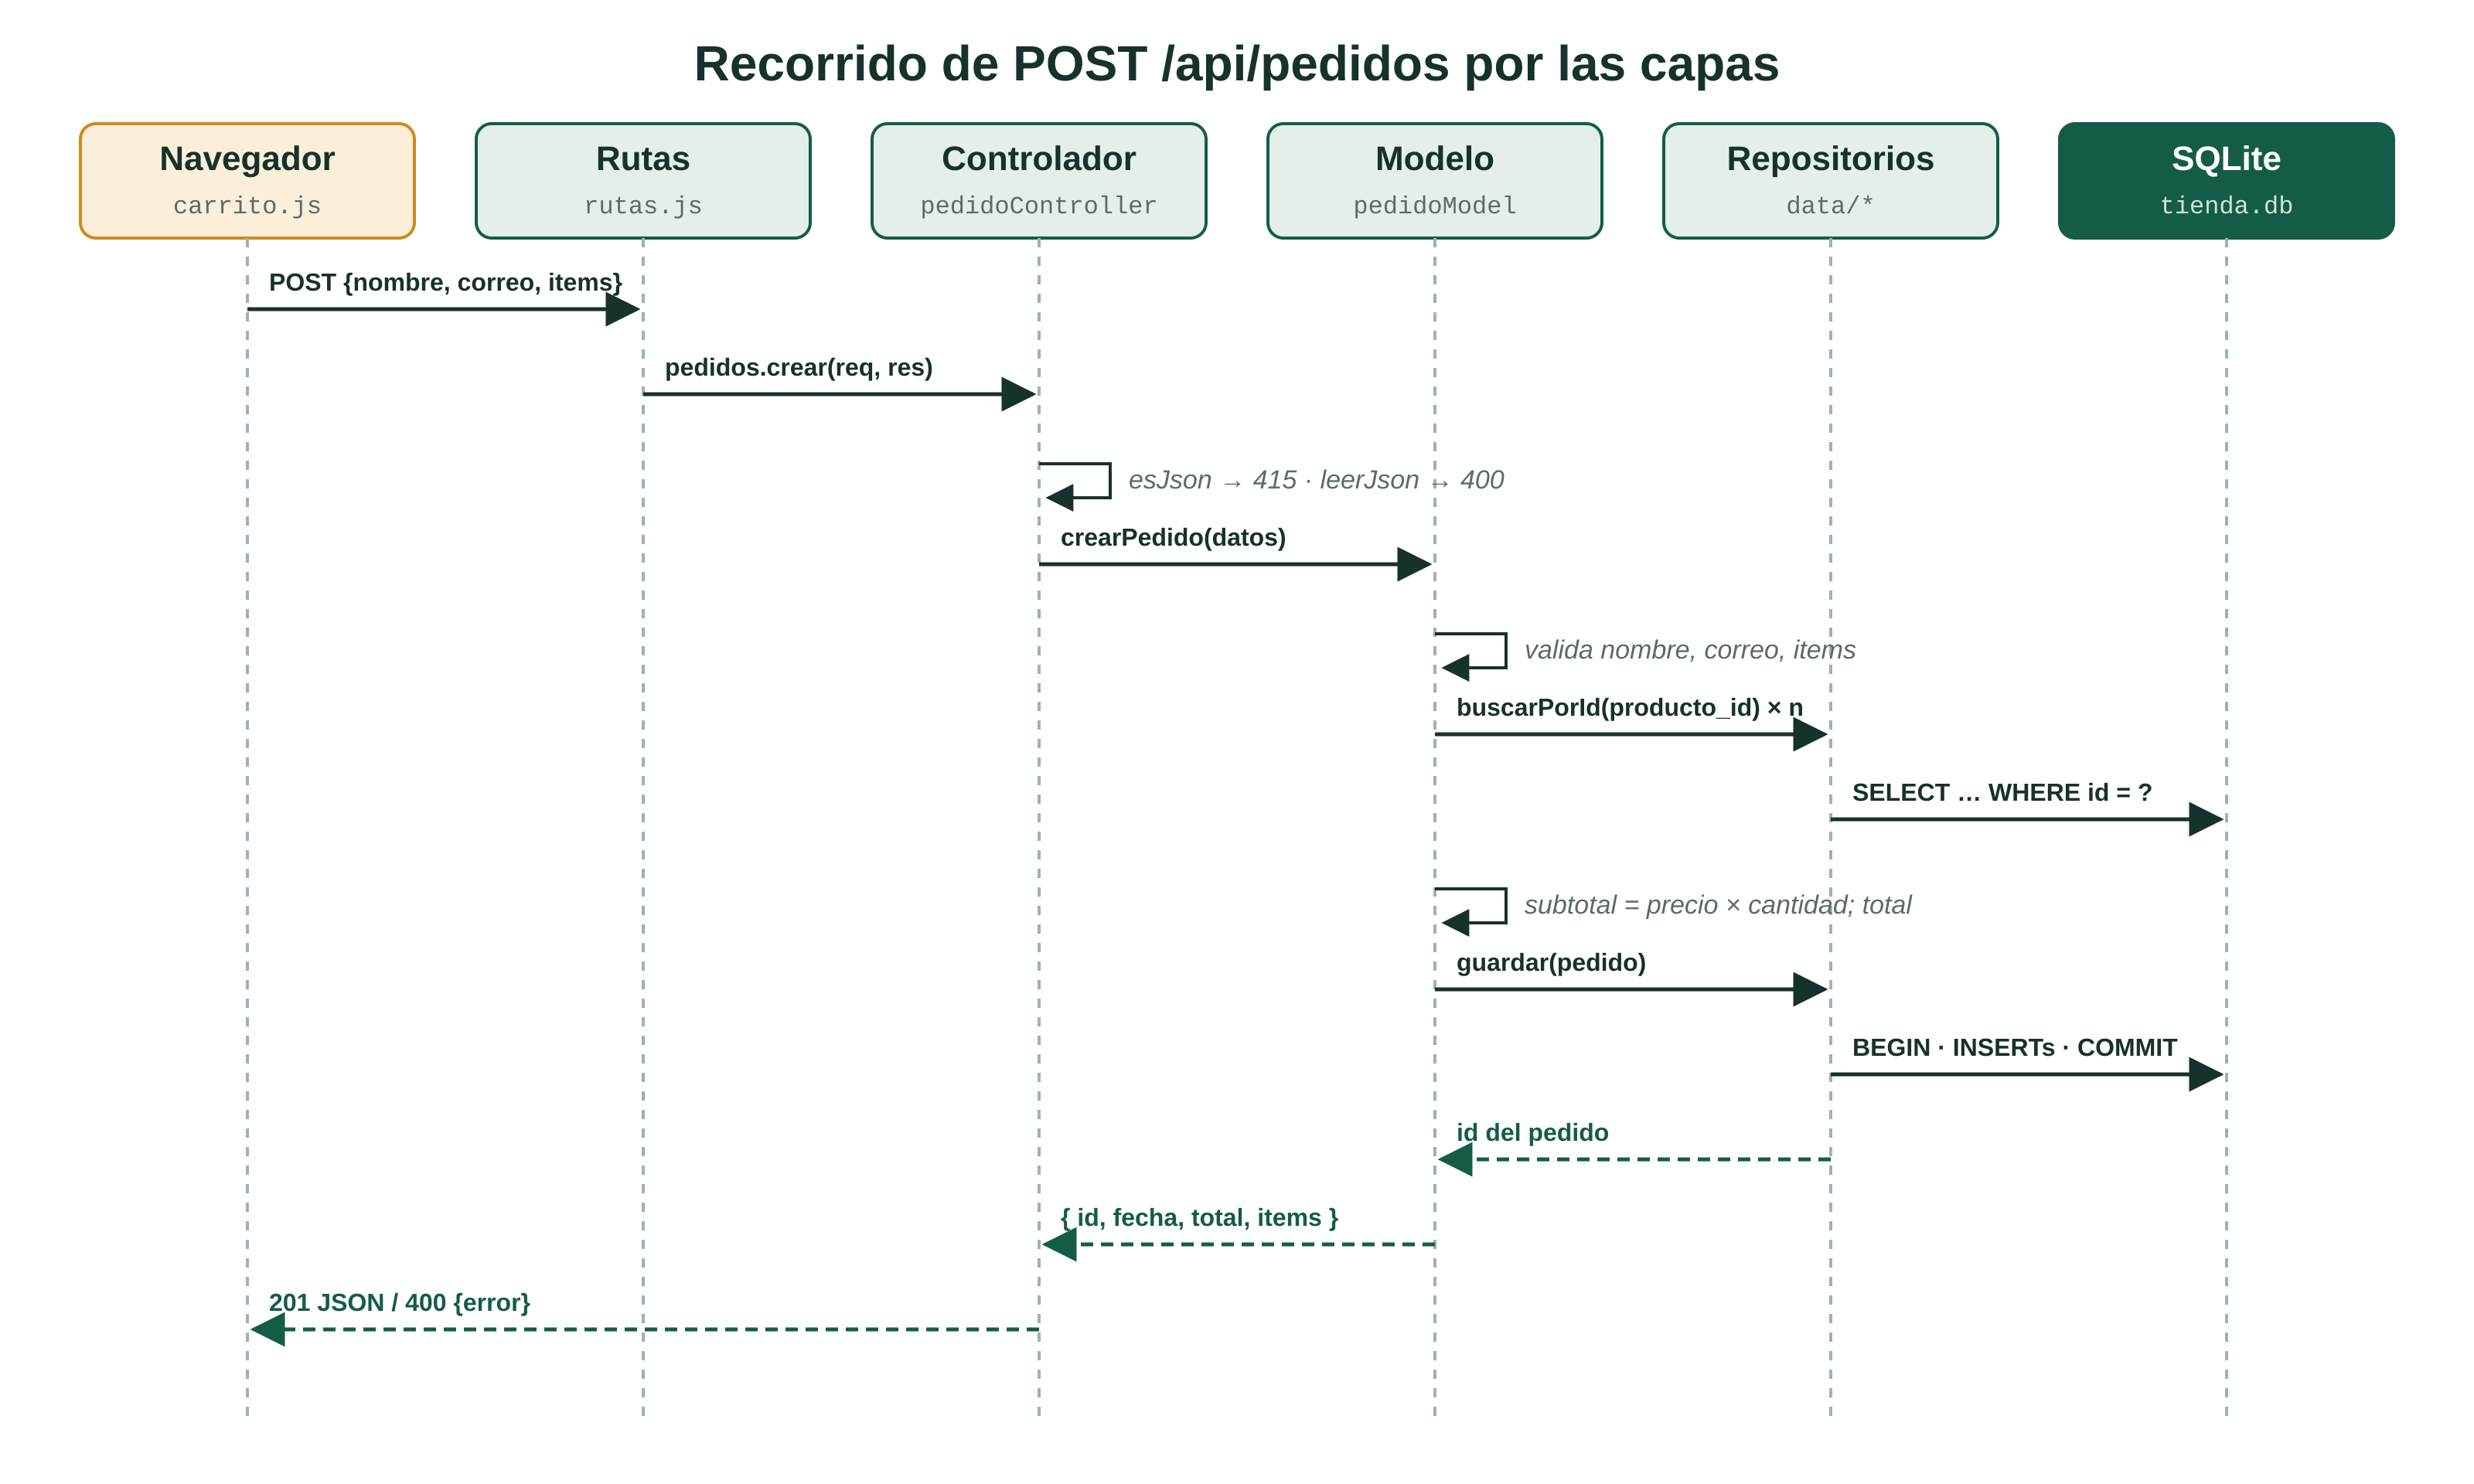 Recorrido de POST /api/pedidos por las capas
Navegador
carrito.js
Rutas
rutas.js
Controlador
pedidoController
Modelo
pedidoModel
Repositorios
data/*
SQLite
tienda.db
POST {nombre, correo, items}
pedidos.crear(req, res)
esJson → 415 · leerJson → 400
crearPedido(datos)
valida nombre, correo, items
buscarPorId(producto_id) × n
SELECT … WHERE id = ?
subtotal = precio × cantidad; total
guardar(pedido)
BEGIN · INSERTs · COMMIT
id del pedido
{ id, fecha, total, items }
201 JSON / 400 {error}